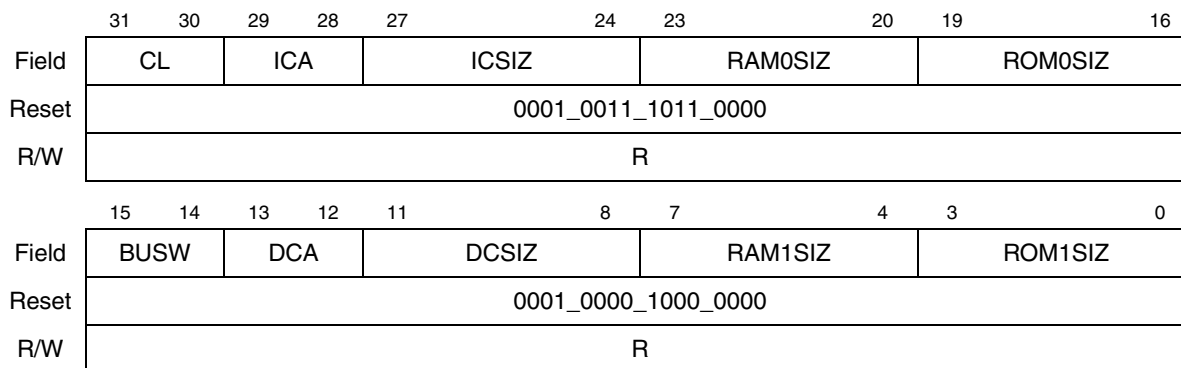 31 30 29 28 27 24 23 20 19 16
Field CL ICA ICSIZ RAM0SIZ ROM0SIZ
Reset 0001_0011_1011_0000
R/W R
15 14 13 12 11 8 7 4 3 0
Field BUSW DCA DCSIZ RAM1SIZ ROM1SIZ
Reset 0001_0000_1000_0000
R/W R